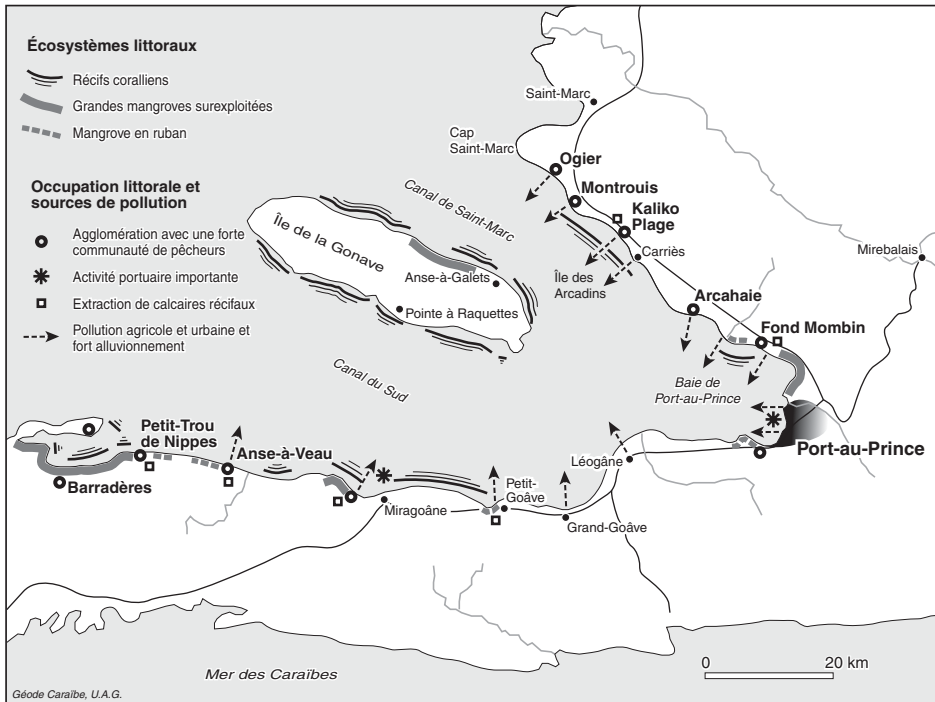 Écosystèmes littoraux
Récifs coralliens
Grandes mangroves surexploitées
Mangrove en ruban
Occupation littorale et
sources de pollution
Agglomération avec une forte
communauté de pêcheurs
Activité portuaire importante
Extraction de calcaires récifaux
Pollution agricole et urbaine et
fort alluvionnement
Saint-Marc
Cap
Saint-Marc
Ogier
Canal de Saint-Marc
Montrouis
Kaliko
Plage
Île de la Gonave
Carriès
Mirebalais
Anse-à-Galets
Île des
Arcadins
Pointe à Raquettes
Arcahaie
Fond Mombin
Canal du Sud
Baie de
Port-au-Prince
Petit-Trou
de Nippes
Anse-à-Veau
Port-au-Prince
Léogâne
Barradères
Petit-
Goâve
Miragoâne
Grand-Goâve
Mer des Caraïbes
0 20 km
Géode Caraïbe, U.A.G.